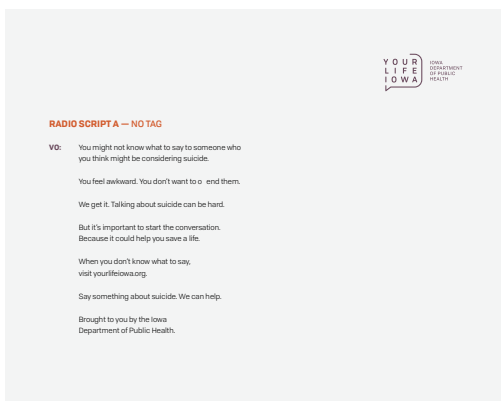 YOUR
LIFE
IOWA
IOWA
DEPARTMENT
OF PUBLIC
HEALTH
RADIO SCRIPT A — NO TAG
VO: You might not know what to say to someone who
you think might be considering suicide.
You feel awkward. You don't want to o end them.
We get it. Talking about suicide can be hard.
But it's important to start the conversation.
Because it could help you save a life.
When you don't know what to say,
visit yourlifeiowa.org.
Say something about suicide. We can help.
Brought to you by the Iowa
Department of Public Health.